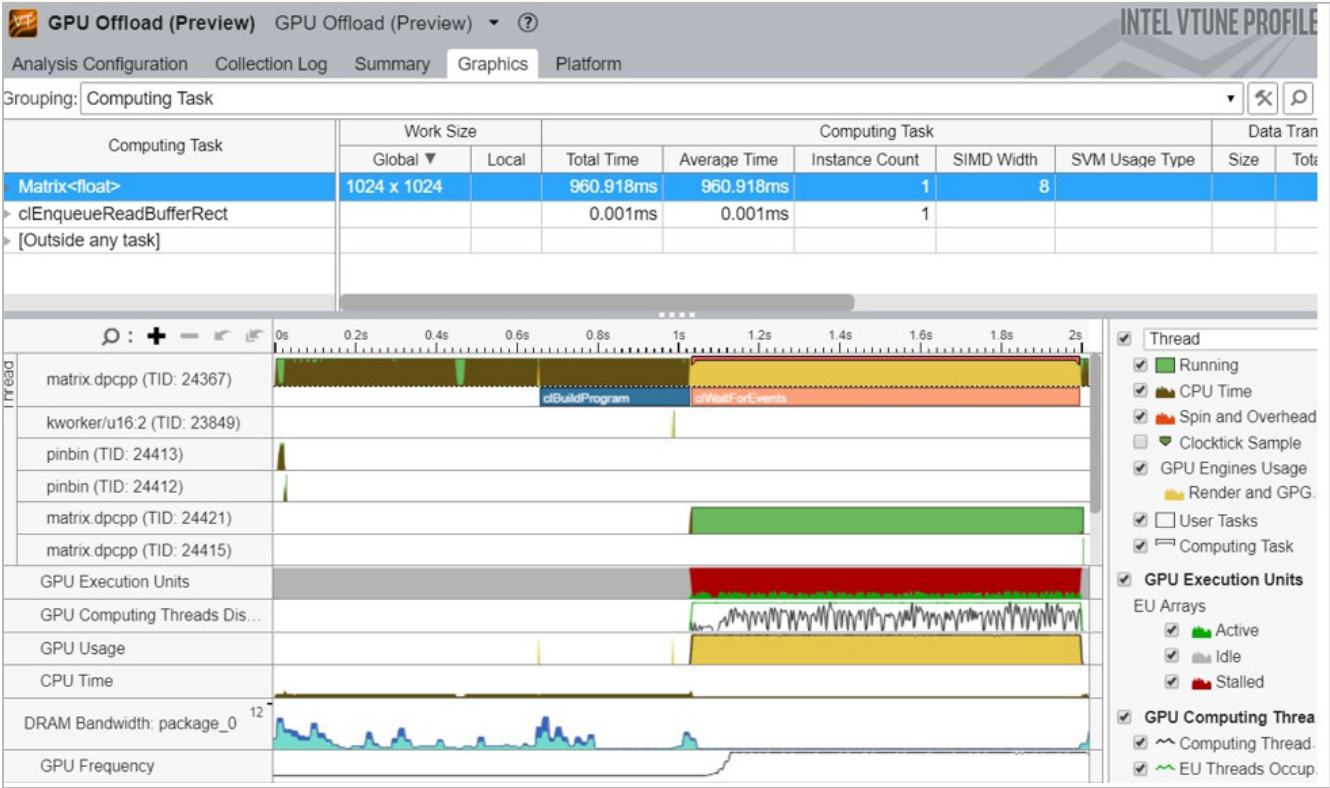 GPU Offload (Preview) GPU Offload (Preview)
INTEL VTUNE PROFILE
Analysis Configuration Collection Log Summary Graphics Platform
Grouping: Computing Task
Computing Task Work Size Computing Task Data Tran
Global Local Total Time Average Time Instance Count SIMD Width SVM Usage Type Size Tota
Matrix<float> 1024 x 1024 960.918ms 960.918ms 1 8
clEnqueueReadBufferRect 0.001ms 0.001ms 1
[Outside any task]
0s 0.2s 0.4s 0.6s 0.8s 1s 1.2s 1.4s 1.6s 1.8s 2s
Thread
matrix.dpcpp (TID: 24367)
clBuildProgram clWaitForEvents
kworker/u16:2 (TID: 23849)
pinbin (TID: 24413)
pinbin (TID: 24412)
matrix.dpcpp (TID: 24421)
matrix.dpcpp (TID: 24415)
GPU Execution Units
GPU Computing Threads Dis...
GPU Usage
CPU Time
DRAM Bandwidth: package_0 12
GPU Frequency
Thread
Running
CPU Time
Spin and Overhead
Clocktick Sample
GPU Engines Usage
Render and GPG.
User Tasks
Computing Task
GPU Execution Units
EU Arrays
Active
Idle
Stalled
GPU Computing Threa
Computing Thread.
EU Threads Occup.